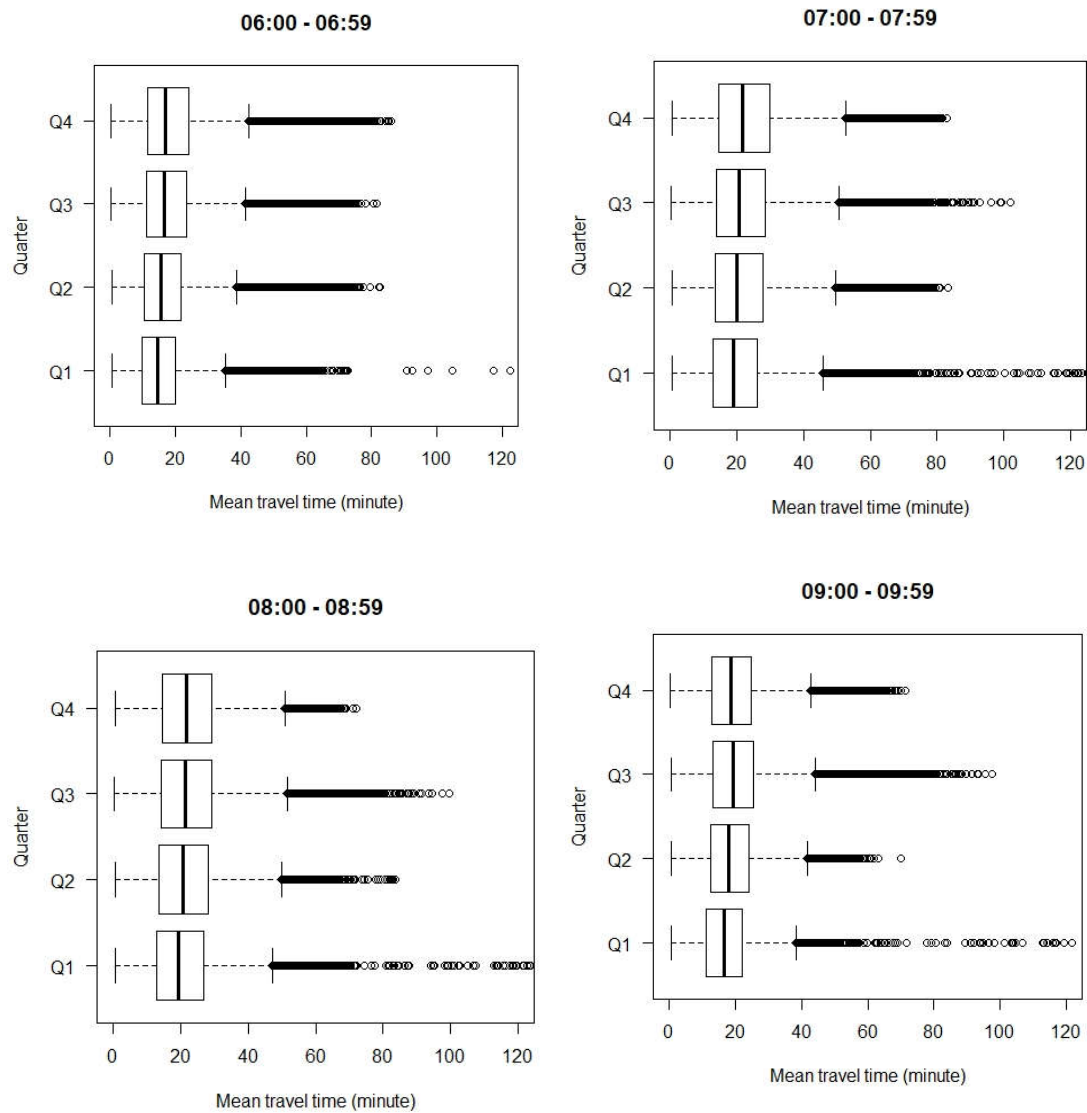 06:00 - 06:59
Q4
Q3
Q2
Q1
Quarter
0 20 40 60 80 100 120
Mean travel time (minute)
07:00 - 07:59
Q4
Q3
Q2
Q1
Quarter
0 20 40 60 80 100 120
Mean travel time (minute)
08:00 - 08:59
Q4
Q3
Q2
Q1
Quarter
0 20 40 60 80 100 120
Mean travel time (minute)
09:00 - 09:59
Q4
Q3
Q2
Q1
Quarter
0 20 40 60 80 100 120
Mean travel time (minute)